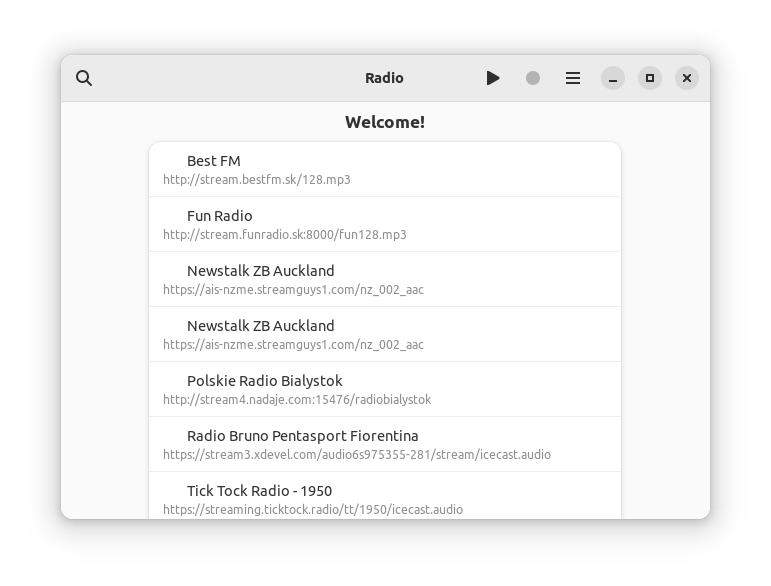 Radio
Welcome!
Best FM
http://stream.bestfm.sk/128.mp3
Fun Radio
http://stream.funradio.sk:8000/fun128.mp3
Newstalk ZB Auckland
https://ais-nzme.streamguys1.com/nz_002_aac
Newstalk ZB Auckland
https://ais-nzme.streamguys1.com/nz_002_aac
Polskie Radio Bialystok
http://stream4.nadaje.com:15476/radiobialystok
Radio Bruno Pentasport Fiorentina
https://stream3.xdevel.com/audio6s975355-281/stream/icecast.audio
Tick Tock Radio - 1950
https://streaming.ticktock.radio/tt/1950/icecast.audio